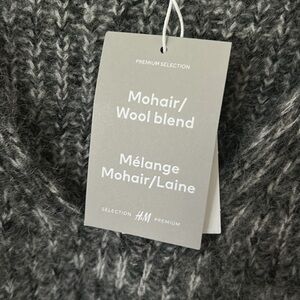 PREMIUM SELECTION
Mohair/
Wool blend
Mélange
Mohair/Laine
SELECTION H&M PREMIUM